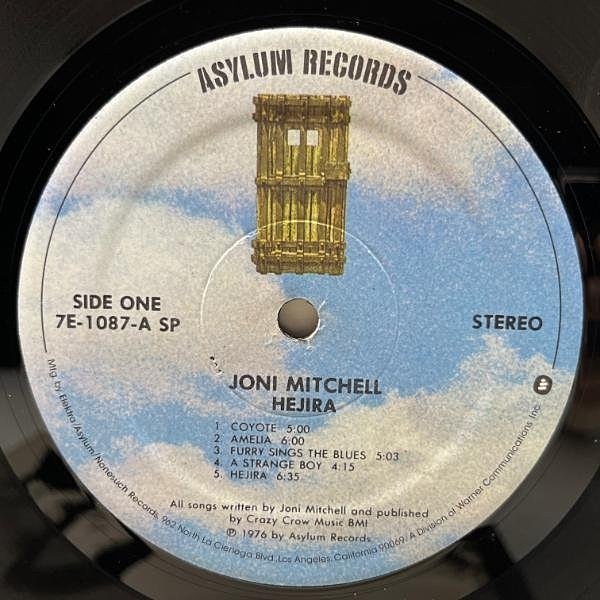 ASYLUM RECORDS
SIDE ONE
7E-1087-A SP
STEREO
JONI MITCHELL
HEJIRA
1. COYOTE 5:00
2. AMELIA 6:00
3. FURRY SINGS THE BLUES 5:03
4. A STRANGE BOY 4:15
5. HEJIRA 6:35
All songs written by Joni Mitchell and published
by Crazy Crow Music BMI
℗ 1976 by Asylum Records
Mfg. by Elektra/Asylum/Nonesuch Records, 962 North La Cienega Blvd., Los Angeles, California 90069/A Division of Warner Communications Inc.